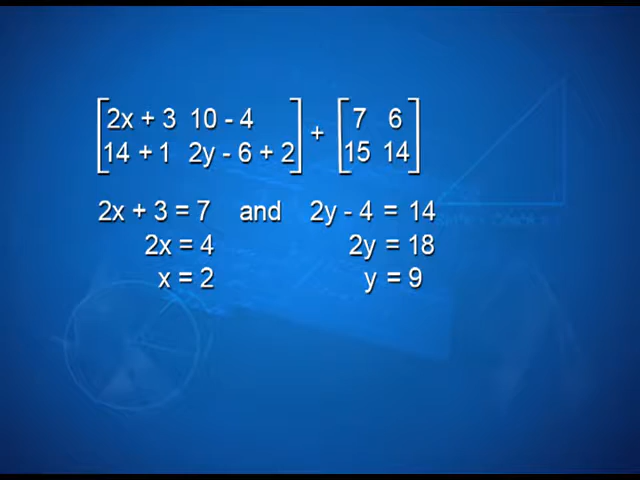 2x + 3 10 - 4 + 7 6
14 + 1 2y - 6 + 2 15 14
2x + 3 = 7 and 2y - 4 = 14
2x = 4 2y = 18
x = 2 y = 9